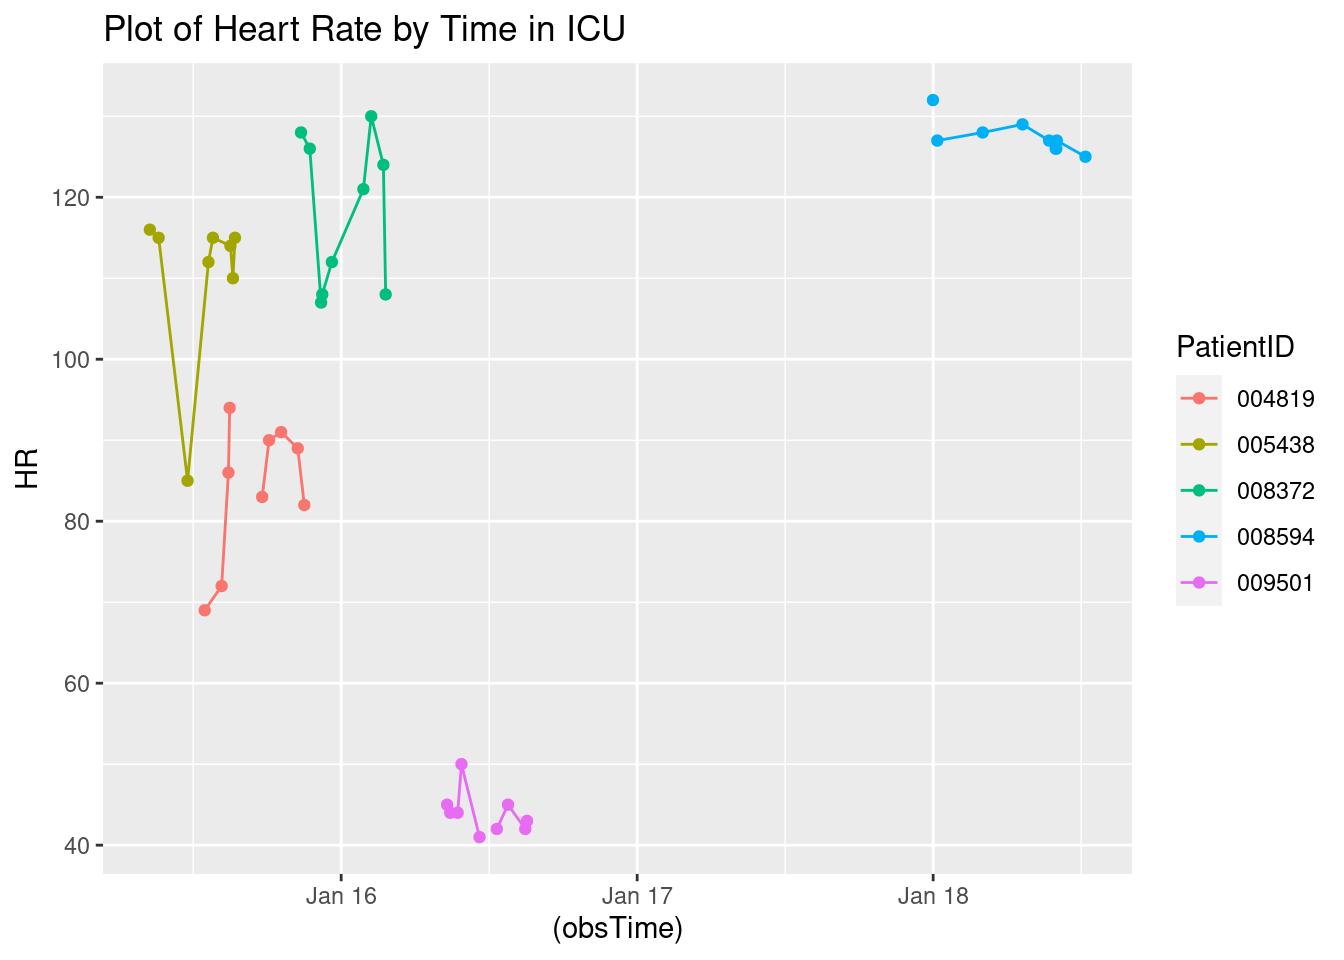 Plot of Heart Rate by Time in ICU
HR
120
100
80
60
40
Jan 16
Jan 17
Jan 18
(obsTime)
PatientID
004819
005438
008372
008594
009501